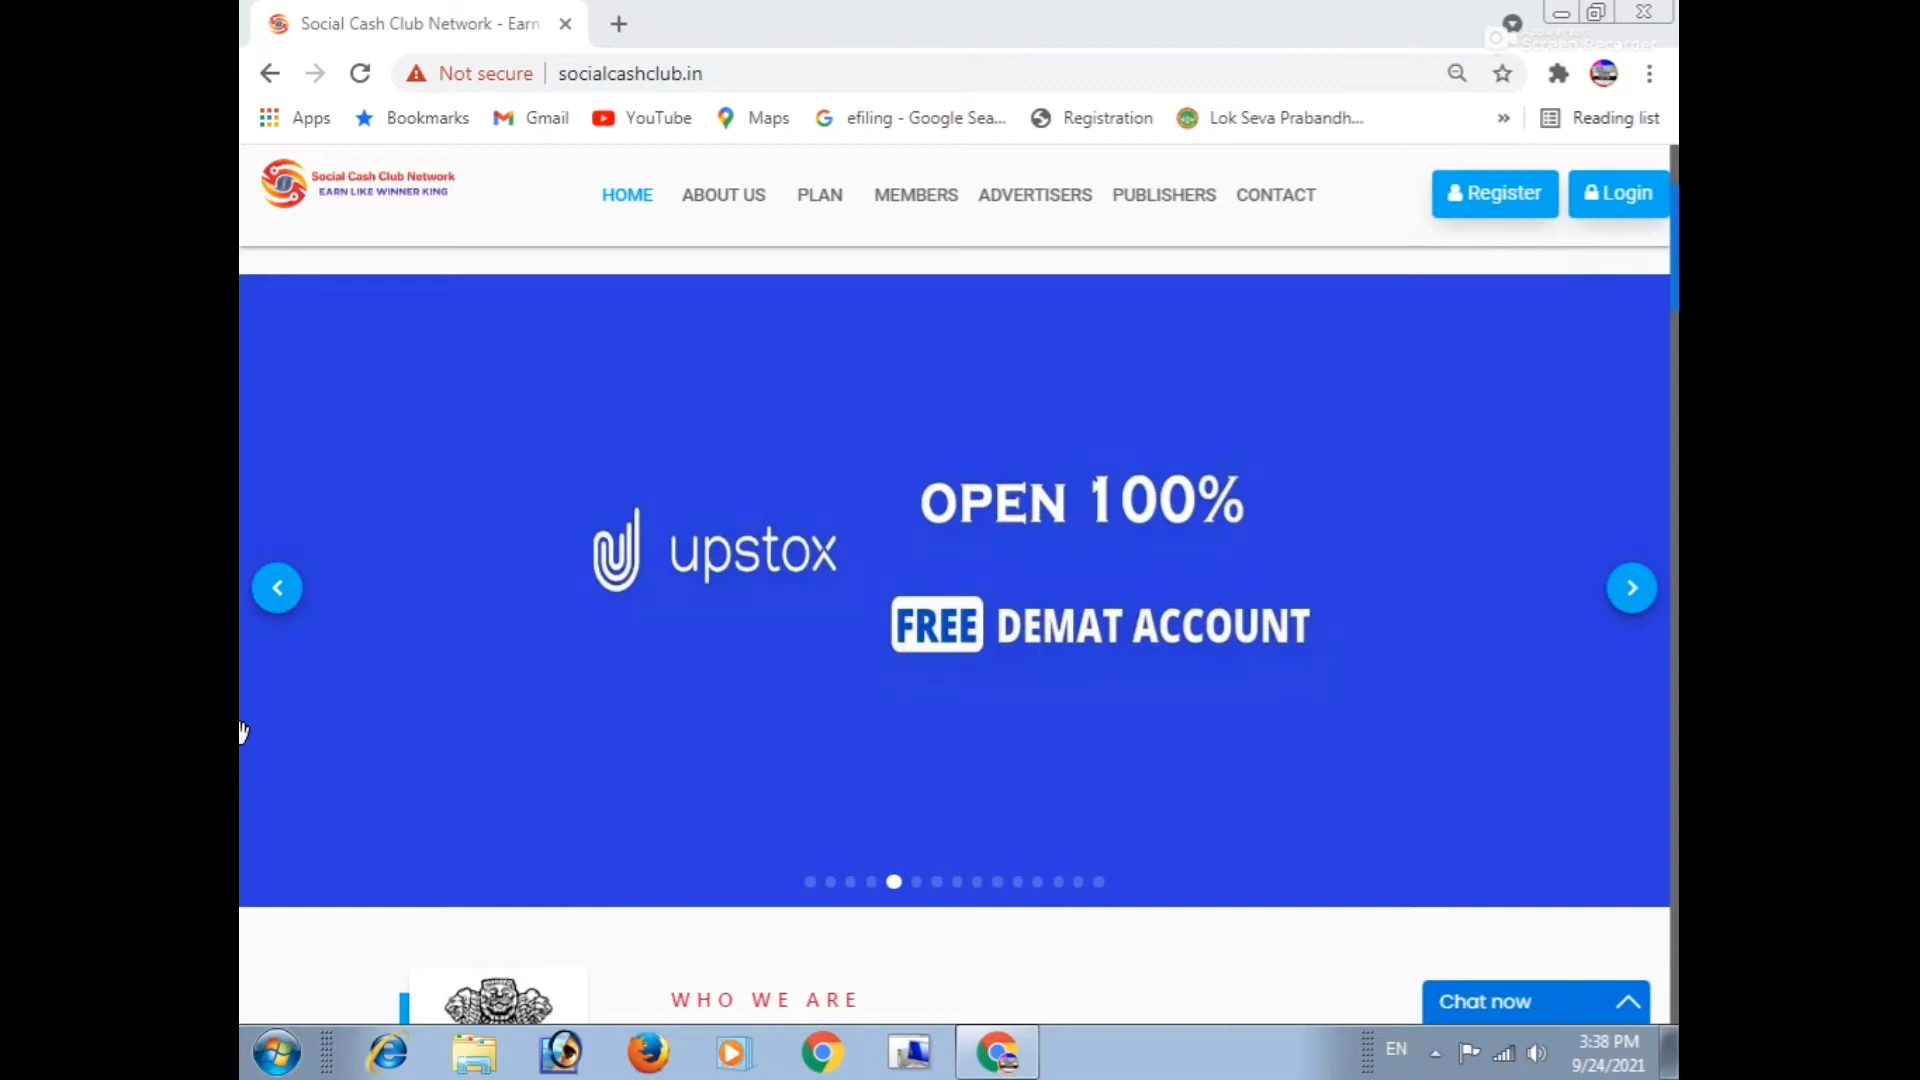 Social Cash Club Network - Earn
Not secure
socialcashclub.in
Screen Recorder
Apps
Bookmarks
Gmail
YouTube
Maps
efiling - Google Sea...
Registration
Lok Seva Prabandh...
»
Reading list
Social Cash Club Network
EARN LIKE WINNER KING
HOME
ABOUT US
PLAN
MEMBERS
ADVERTISERS
PUBLISHERS
CONTACT
Register
Login
OPEN 100%
upstox
FREE DEMAT ACCOUNT
WHO WE ARE
Chat now
EN
3:38 PM
9/24/2021